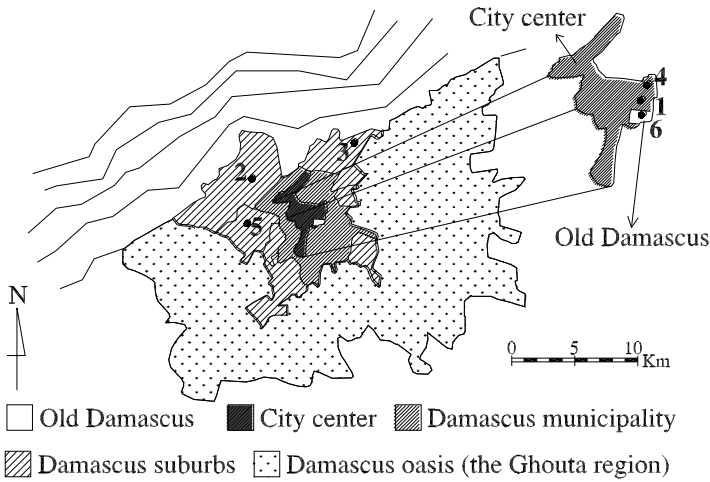 City center
4
1
6
3
2
5
Old Damascus
N
0 5 10
Km
Old Damascus City center Damascus municipality
Damascus suburbs Damascus oasis (the Ghouta region)